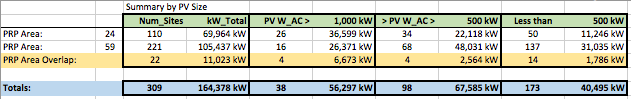 Summary by PV Size
Num_Sites kW_Total PV W_AC > 1,000 kW > PV W_AC > 500 kW Less than 500 kW
PRP Area: 24 110 69,964 kW 26 36,599 kW 34 22,118 kW 50 11,246 kW
PRP Area: 59 221 105,437 kW 16 26,371 kW 68 48,031 kW 137 31,035 kW
PRP Area Overlap: 22 11,023 kW 4 6,673 kW 4 2,564 kW 14 1,786 kW
Totals: 309 164,378 kW 38 56,297 kW 98 67,585 kW 173 40,495 kW